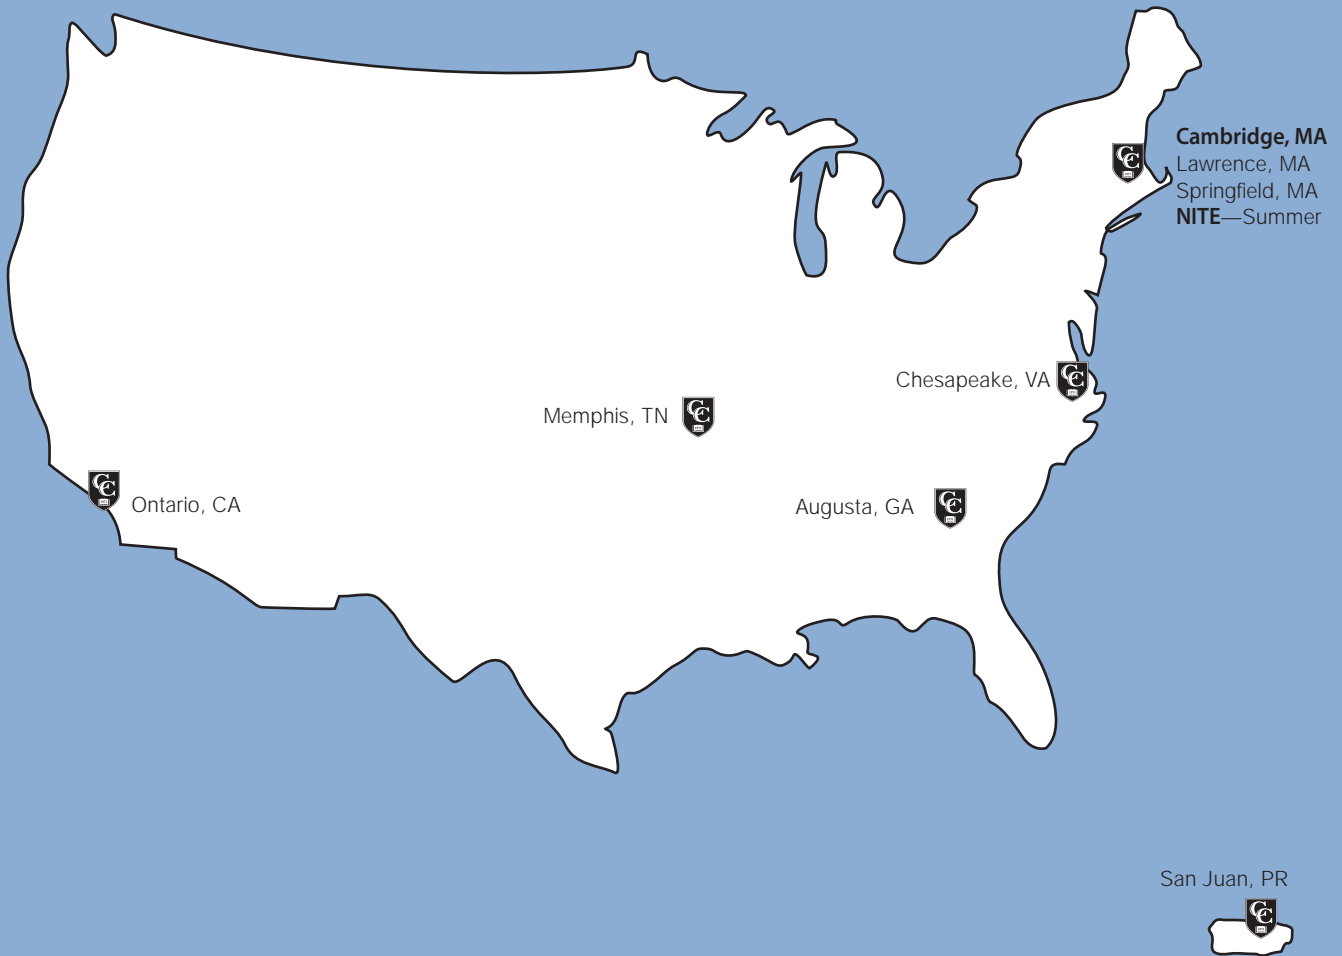 Cambridge, MA
Lawrence, MA
Springfield, MA
NITE—Summer
Chesapeake, VA
Memphis, TN
Ontario, CA
Augusta, GA
San Juan, PR